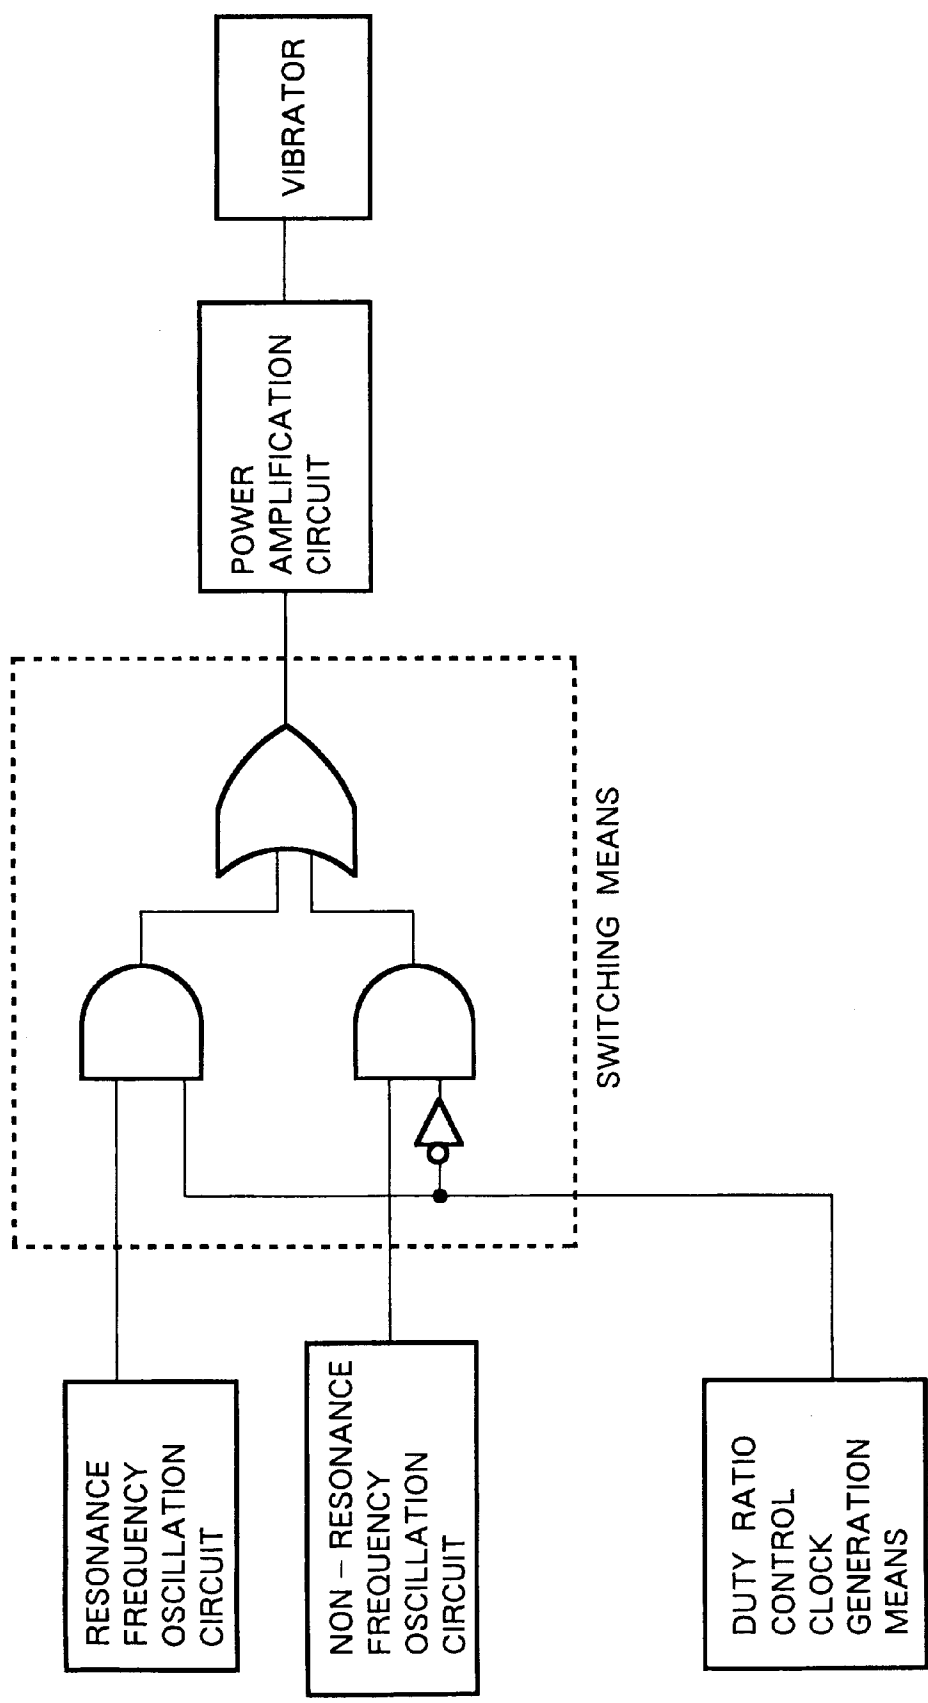 RESONANCE
FREQUENCY
OSCILLATION
CIRCUIT
NON – RESONANCE
FREQUENCY
OSCILLATION
CIRCUIT
DUTY RATIO
CONTROL
CLOCK
GENERATION
MEANS
SWITCHING MEANS
POWER
AMPLIFICATION
CIRCUIT
VIBRATOR